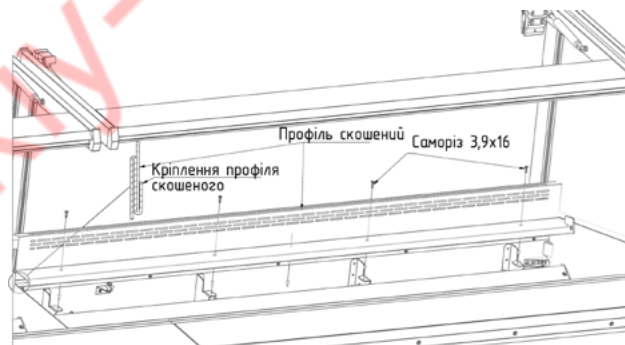 Профіль скошений
Саморіз 3,9х16
Кріплення профіля
скошеного